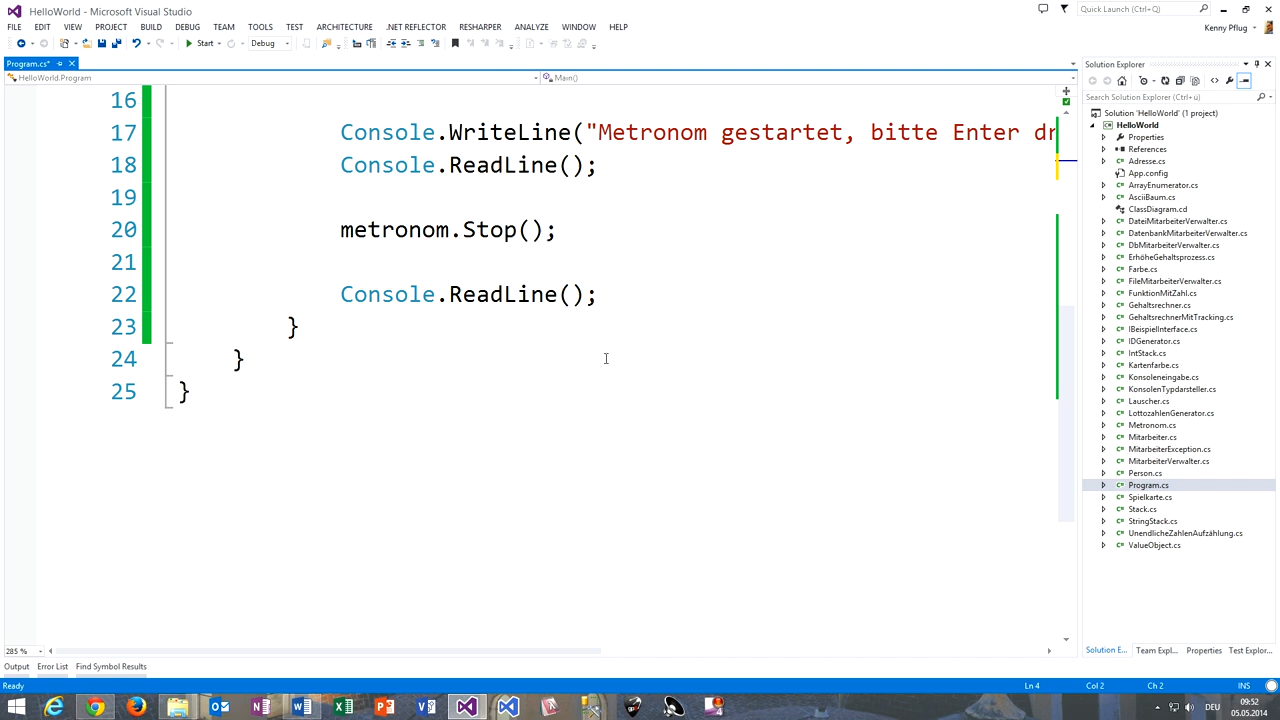 HelloWorld - Microsoft Visual Studio
Quick Launch (Ctrl+Q)
FILE EDIT VIEW PROJECT BUILD DEBUG TEAM TOOLS TEST ARCHITECTURE .NET REFLECTOR RESHARPER ANALYZE WINDOW HELP
Kenny Pflug
Start Debug
Program.cs*
HelloWorld.Program
Main()
16
17 Console.WriteLine("Metronom gestartet, bitte Enter dr
18 Console.ReadLine();
19
20 metronom.Stop();
21
22 Console.ReadLine();
23 }
24 }
25 }
285 %
Solution Explorer
Search Solution Explorer (Ctrl+ü)
Solution 'HelloWorld' (1 project)
HelloWorld
Properties
References
Adresse.cs
App.config
ArrayEnumerator.cs
AsciiBaum.cs
ClassDiagram.cd
DateiMitarbeiterVerwalter.cs
DatenbankMitarbeiterVerwalter.cs
DbMitarbeiterVerwalter.cs
ErhöheGehaltsprozess.cs
Farbe.cs
FileMitarbeiterVerwalter.cs
FunktionMitZahl.cs
Gehaltsrechner.cs
GehaltsrechnerMitTracking.cs
IBeispielInterface.cs
IDGenerator.cs
IntStack.cs
Kartenfarbe.cs
Konsoleneingabe.cs
KonsolenTypdarsteller.cs
Lauscher.cs
LottozahlenGenerator.cs
Metronom.cs
Mitarbeiter.cs
MitarbeiterException.cs
MitarbeiterVerwalter.cs
Person.cs
Program.cs
Spielkarte.cs
Stack.cs
StringStack.cs
UnendlicheZahlenAufzählung.cs
ValueObject.cs
Solution E... Team Expl... Properties Test Explor...
Output Error List Find Symbol Results
Ready Ln 4 Col 2 Ch 2 INS
DEU
09:52
05.05.2014